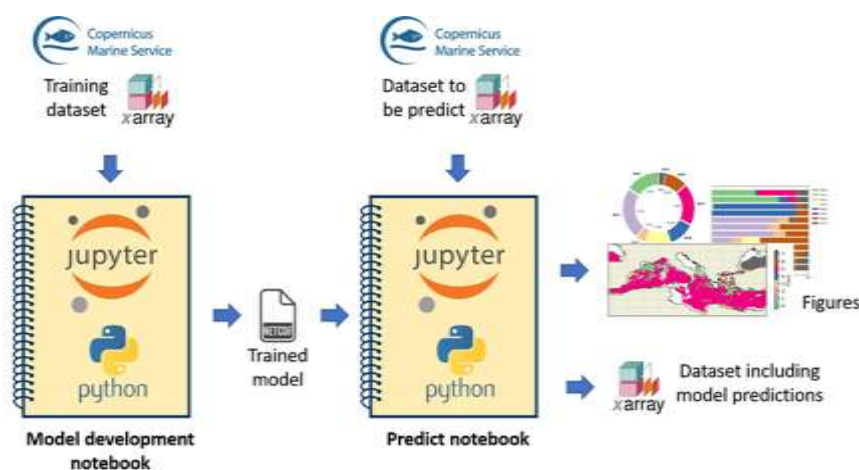 Copernicus
Marine Service
Training
dataset
xarray
Copernicus
Marine Service
Dataset to
be predict
xarray
jupyter
python
Model development
notebook
NETCDF
Trained
model
jupyter
python
Predict notebook
Figures
xarray
Dataset including
model predictions